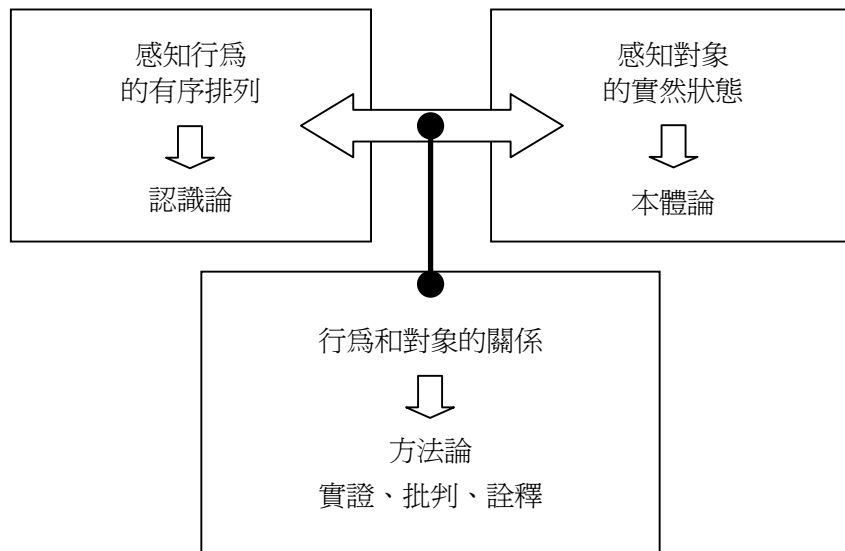 感知行爲
的有序排列
認識論
感知對象
的實然狀態
本體論
行爲和對象的關係
方法論
實證、批判、詮釋